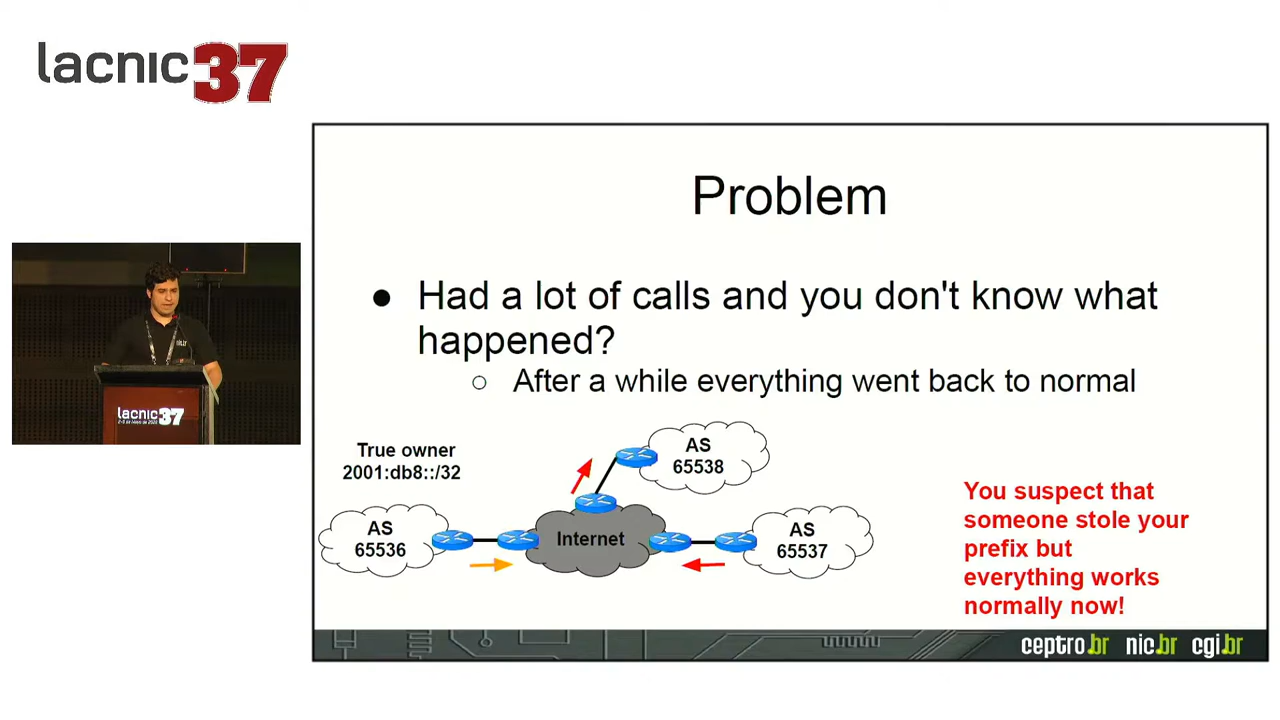 lacnic37
Problem
● Had a lot of calls and you don't know what
happened?
○ After a while everything went back to normal
True owner
2001:db8::/32
AS
65538
AS
65536
Internet
AS
65537
You suspect that
someone stole your
prefix but
everything works
normally now!
lacnic37
ceptro.br nic.br cgi.br